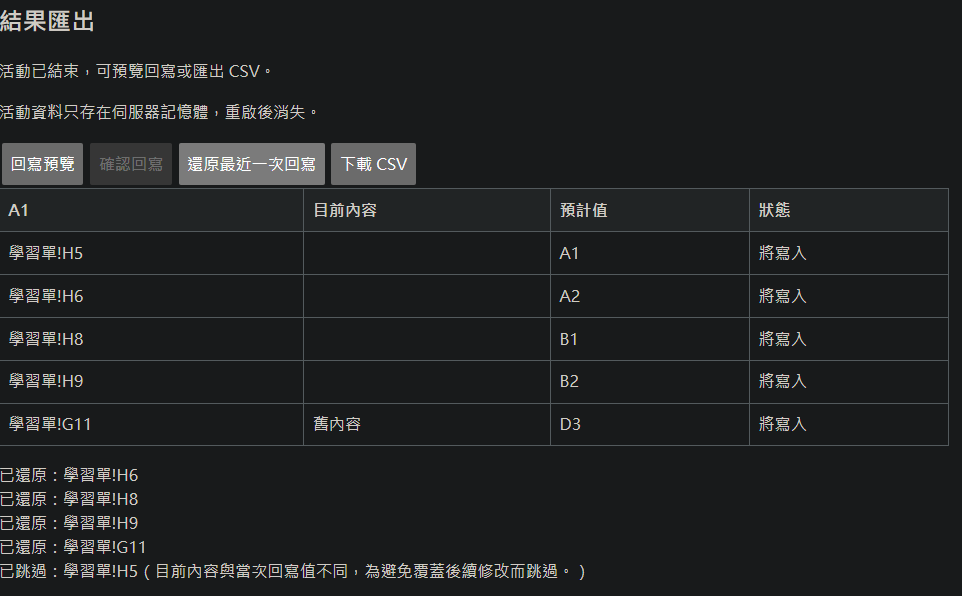 結果匯出
活動已結束，可預覽回寫或匯出 CSV。
活動資料只存在伺服器記憶體，重啟後消失。
回寫預覽 確認回寫 還原最近一次回寫 下載 CSV
A1 目前內容 預計值 狀態
學習單!H5 A1 將寫入
學習單!H6 A2 將寫入
學習單!H8 B1 將寫入
學習單!H9 B2 將寫入
學習單!G11 舊內容 D3 將寫入
已還原：學習單!H6
已還原：學習單!H8
已還原：學習單!H9
已還原：學習單!G11
已跳過：學習單!H5（目前內容與當次回寫值不同，為避免覆蓋後續修改而跳過。）